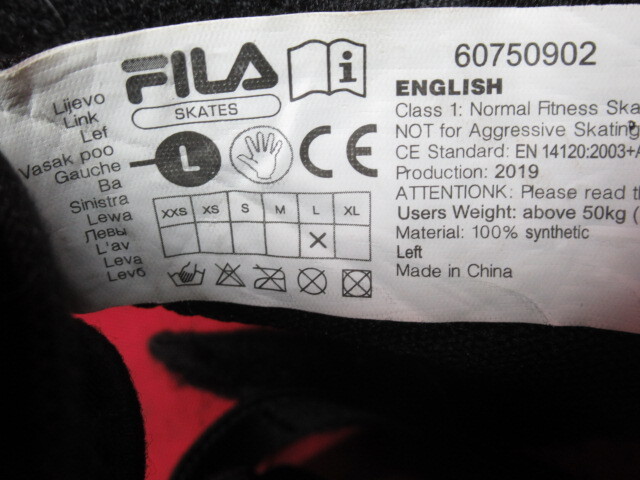 Lijevo
Link
Lef
Vasak poo
Gauche
Ba
Sinistra
Lewa
Левы
L'av
Leva
Levб
FILA
SKATES
L
CE
XXS XS S M L XL
X
60750902
ENGLISH
Class 1: Normal Fitness Ska
NOT for Aggressive Skating
CE Standard: EN 14120:2003+A
Production: 2019
ATTENTIONK: Please read th
Users Weight: above 50kg (
Material: 100% synthetic
Left
Made in China